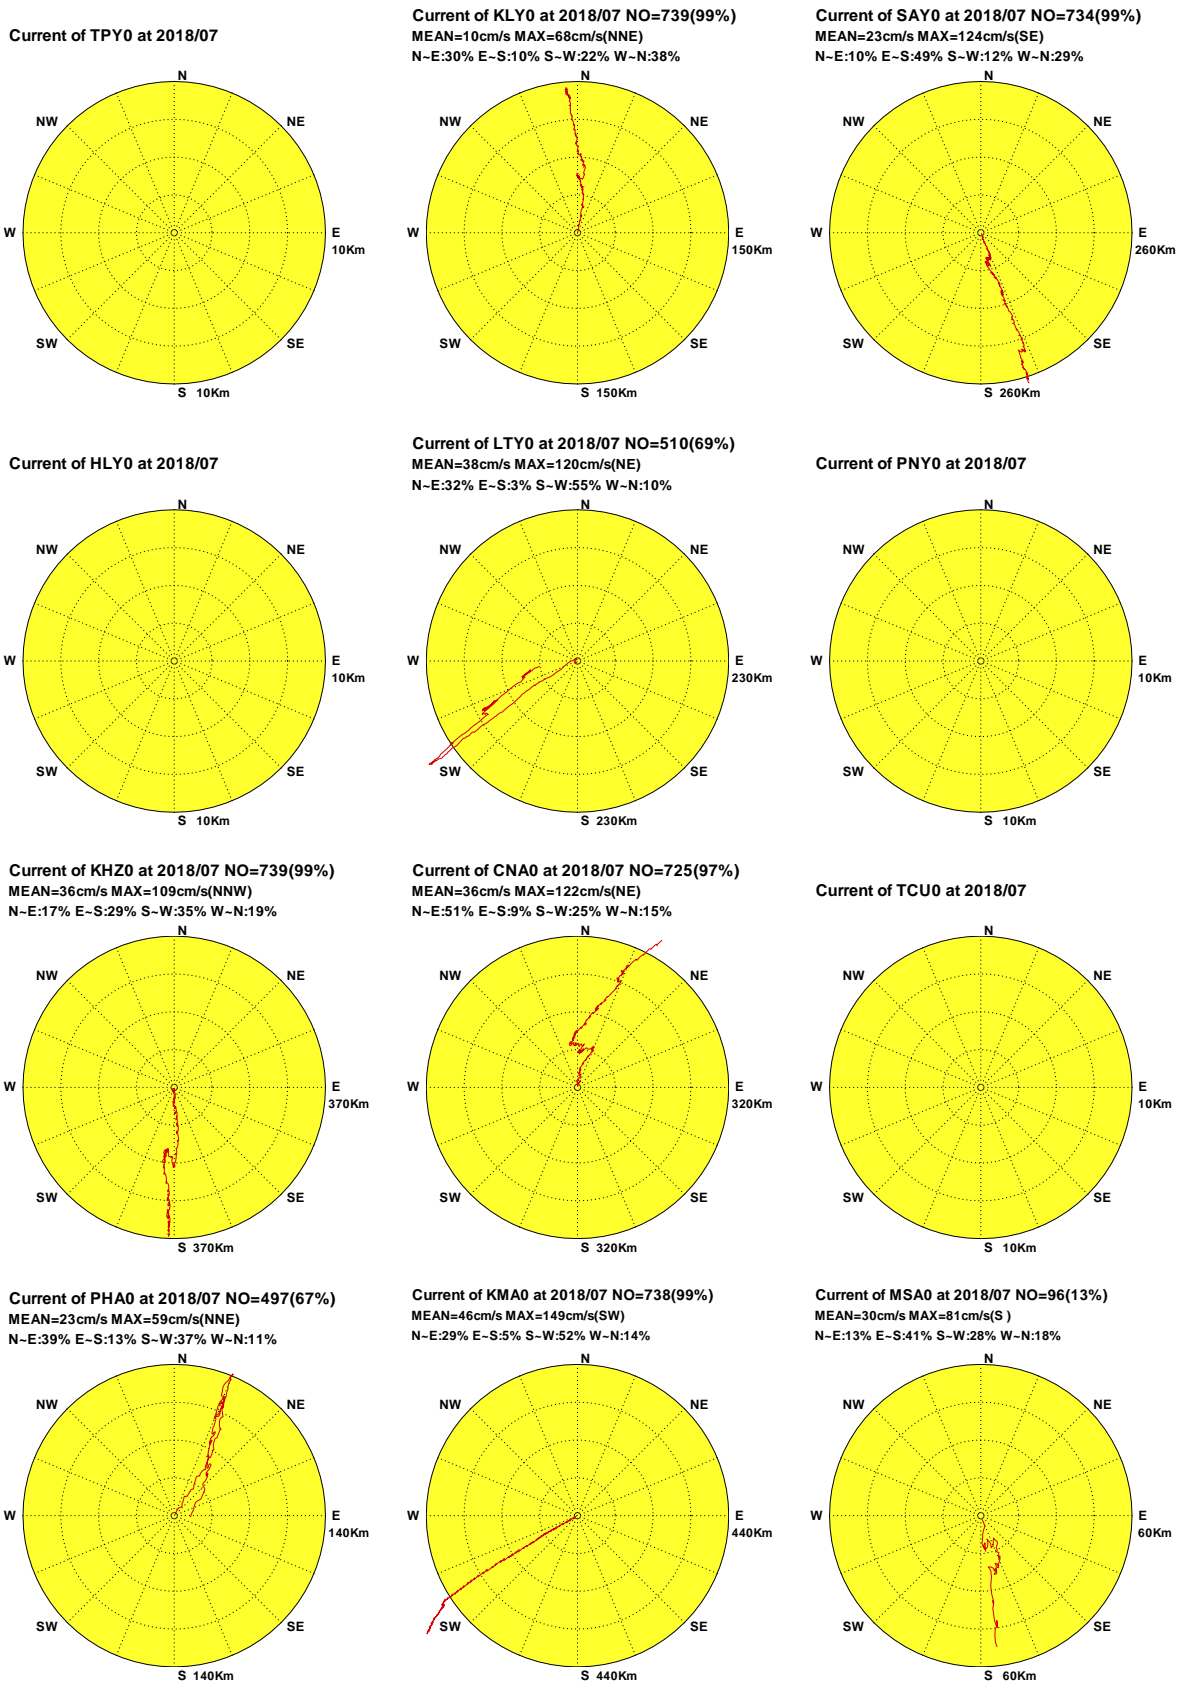 Current of TPY0 at 2018/07
N
NW
NE
W
E
10Km
SW
SE
S 10Km
Current of KLY0 at 2018/07 NO=739(99%)
MEAN=10cm/s MAX=68cm/s(NNE)
N~E:30% E~S:10% S~W:22% W~N:38%
N
NW
NE
W
E
150Km
SW
SE
S 150Km
Current of SAY0 at 2018/07 NO=734(99%)
MEAN=23cm/s MAX=124cm/s(SE)
N~E:10% E~S:49% S~W:12% W~N:29%
N
NW
NE
W
E
260Km
SW
SE
S 260Km
Current of HLY0 at 2018/07
N
NW
NE
W
E
10Km
SW
SE
S 10Km
Current of LTY0 at 2018/07 NO=510(69%)
MEAN=38cm/s MAX=120cm/s(NE)
N~E:32% E~S:3% S~W:55% W~N:10%
N
NW
NE
W
E
230Km
SW
SE
S 230Km
Current of PNY0 at 2018/07
N
NW
NE
W
E
10Km
SW
SE
S 10Km
Current of KHZ0 at 2018/07 NO=739(99%)
MEAN=36cm/s MAX=109cm/s(NNW)
N~E:17% E~S:29% S~W:35% W~N:19%
N
NW
NE
W
E
370Km
SW
SE
S 370Km
Current of CNA0 at 2018/07 NO=725(97%)
MEAN=36cm/s MAX=122cm/s(NE)
N~E:51% E~S:9% S~W:25% W~N:15%
N
NW
NE
W
E
320Km
SW
SE
S 320Km
Current of TCU0 at 2018/07
N
NW
NE
W
E
10Km
SW
SE
S 10Km
Current of PHA0 at 2018/07 NO=497(67%)
MEAN=23cm/s MAX=59cm/s(NNE)
N~E:39% E~S:13% S~W:37% W~N:11%
N
NW
NE
W
E
140Km
SW
SE
S 140Km
Current of KMA0 at 2018/07 NO=738(99%)
MEAN=46cm/s MAX=149cm/s(SW)
N~E:29% E~S:5% S~W:52% W~N:14%
N
NW
NE
W
E
440Km
SW
SE
S 440Km
Current of MSA0 at 2018/07 NO=96(13%)
MEAN=30cm/s MAX=81cm/s(S )
N~E:13% E~S:41% S~W:28% W~N:18%
N
NW
NE
W
E
60Km
SW
SE
S 60Km